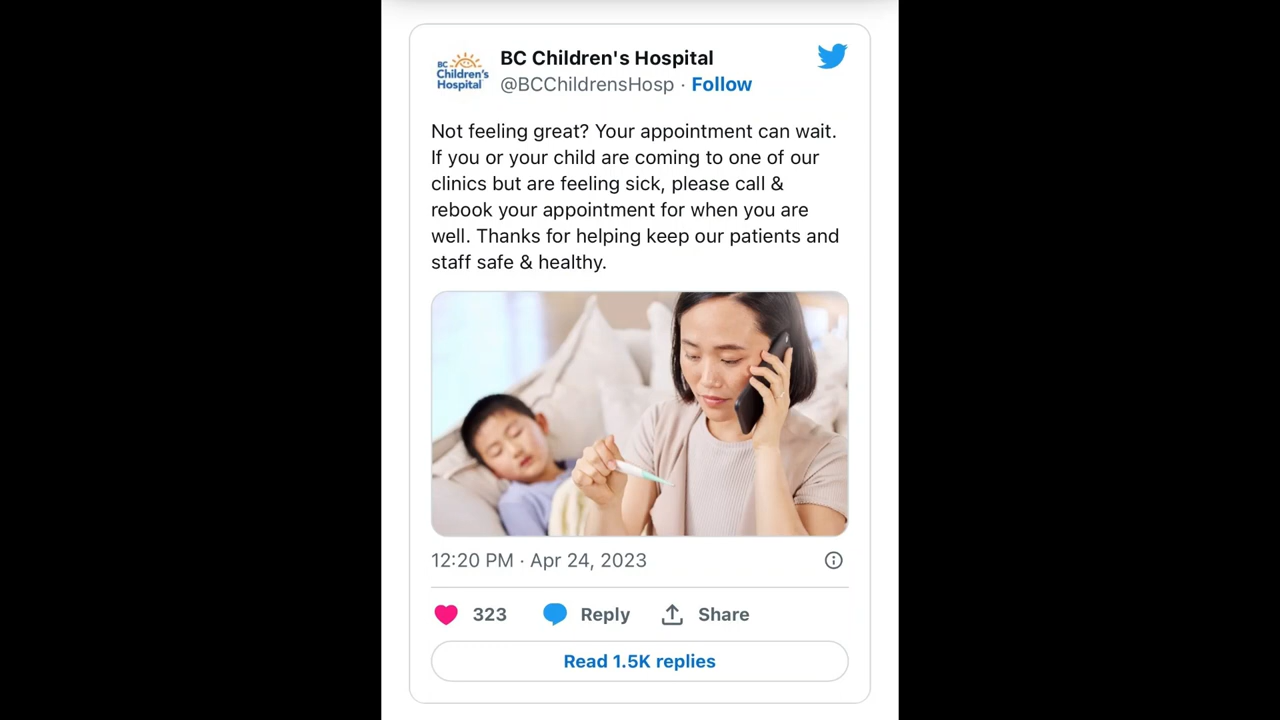 BC Children's Hospital
BC
Children's
Hospital
@BCChildrensHosp · Follow
Not feeling great? Your appointment can wait.
If you or your child are coming to one of our
clinics but are feeling sick, please call &
rebook your appointment for when you are
well. Thanks for helping keep our patients and
staff safe & healthy.
12:20 PM · Apr 24, 2023
323 Reply Share
Read 1.5K replies